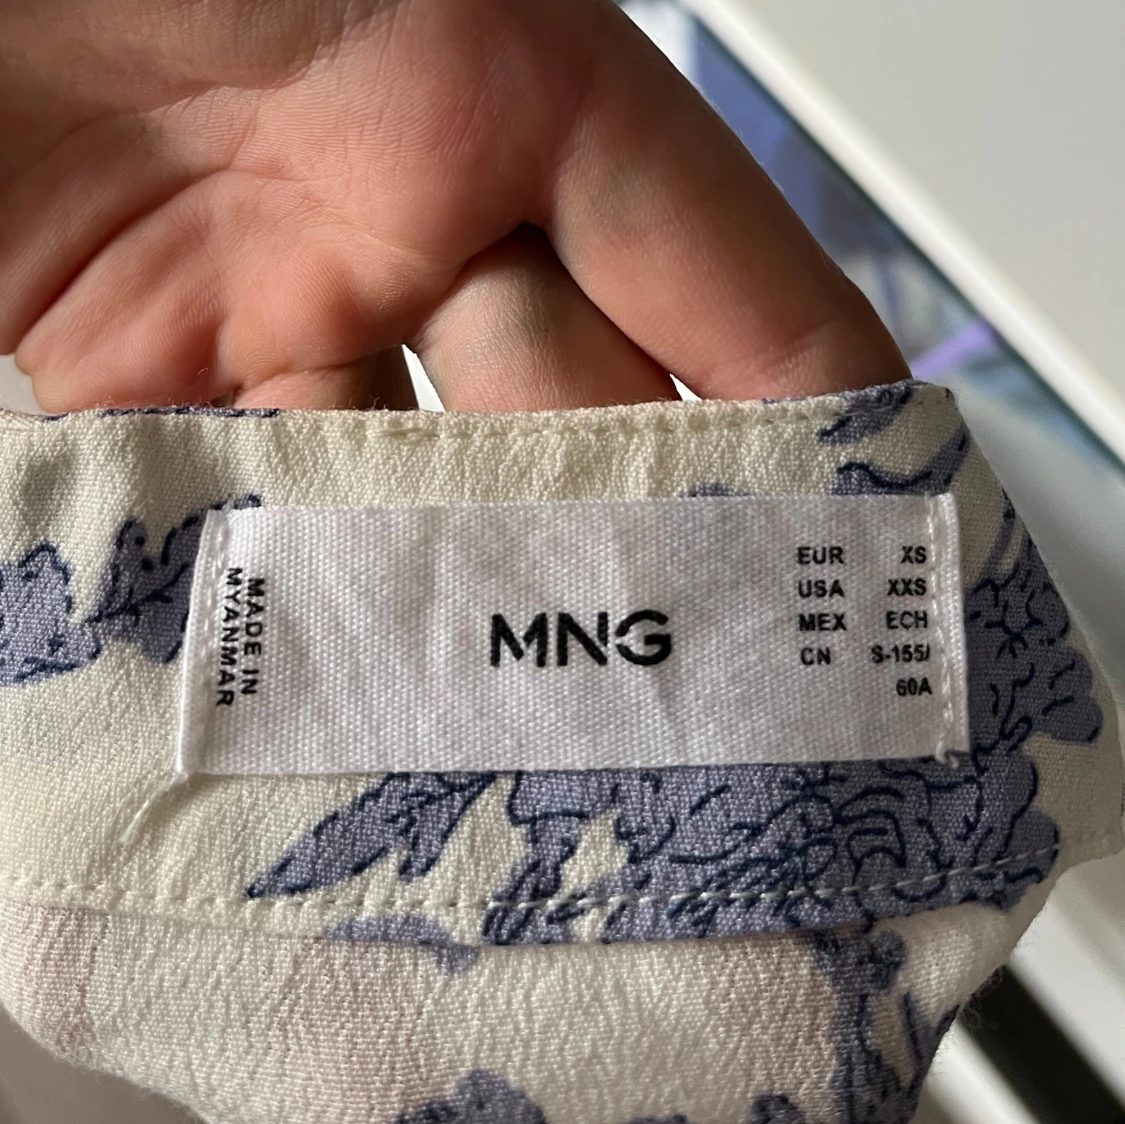 MADE IN
MYANMAR
MNG
EUR XS
USA XXS
MEX ECH
CN S-155/
60A